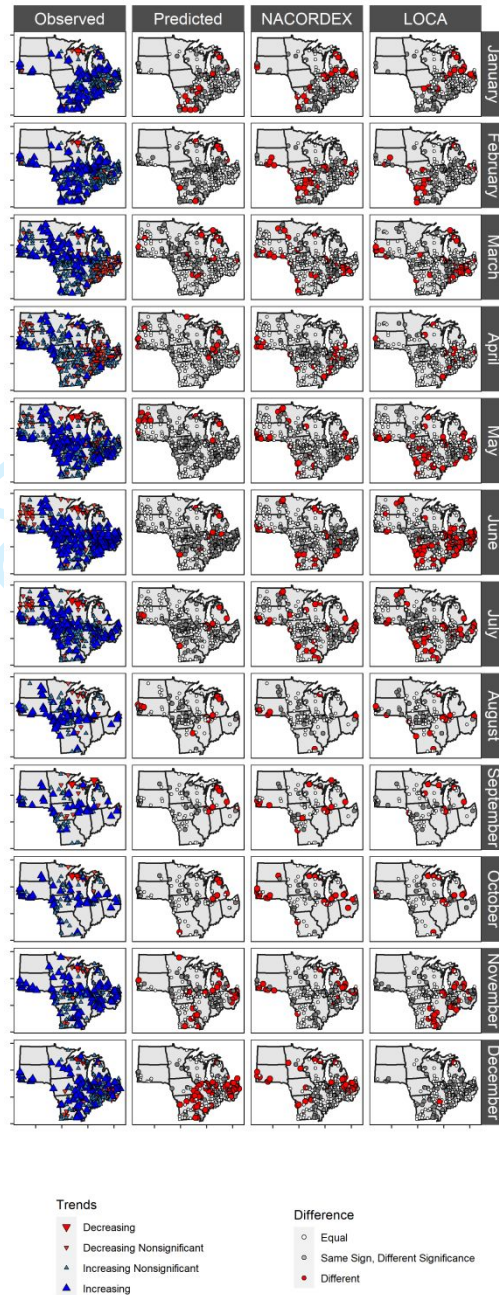 Observed Predicted NACORDEX LOCA
January
February
March
April
May
June
July
August
September
October
November
December
Trends
Decreasing
Decreasing Nonsignificant
Increasing Nonsignificant
Increasing
Difference
Equal
Same Sign, Different Significance
Different